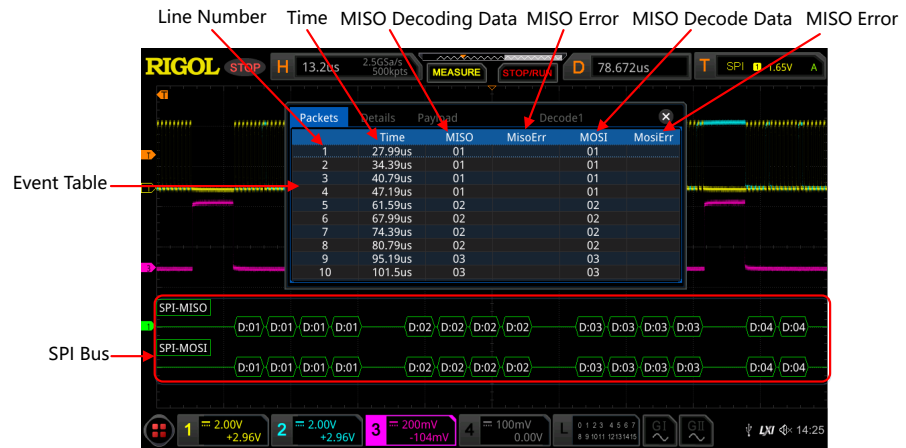 Line Number Time MISO Decoding Data MISO Error MISO Decode Data MISO Error
RIGOL STOP H 13.2us 2.5GSa/s 500kpts MEASURE STOP/RUN D 78.672us T SPI 1 1.65V A
Packets Details Payload Decode1
Time MISO MisoErr MOSI MosiErr
1 27.99us 01 01
2 34.39us 01 01
3 40.79us 01 01
4 47.19us 01 01
5 61.59us 02 02
6 67.99us 02 02
7 74.39us 02 02
8 80.79us 02 02
9 95.19us 03 03
10 101.5us 03 03
Event Table
SPI-MISO
D:01 D:01 D:01 D:01 D:02 D:02 D:02 D:02 D:03 D:03 D:03 D:03 D:04 D:04
SPI Bus
SPI-MOSI
D:01 D:01 D:01 D:01 D:02 D:02 D:02 D:02 D:03 D:03 D:03 D:03 D:04 D:04
1 2.00V +2.96V 2 2.00V +2.96V 3 200mV -104mV 4 100mV 0.00V L 0 1 2 3 4 5 6 7 8 9 10 11 12 13 14 15 GI GII LXI 14:25